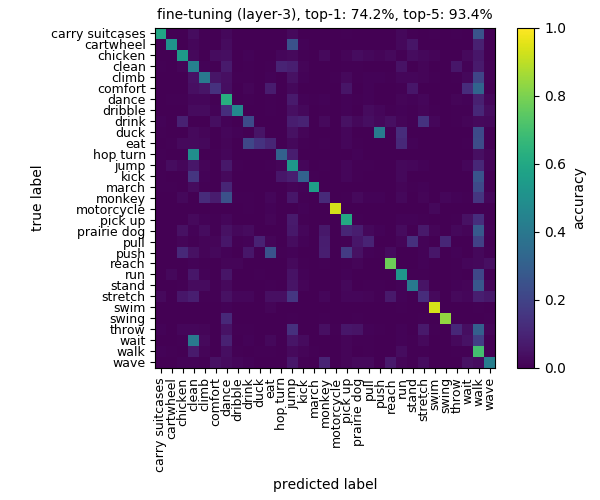 fine-tuning (layer-3), top-1: 74.2%, top-5: 93.4%
carry suitcases
cartwheel
chicken
clean
climb
comfort
dance
dribble
drink
duck
eat
hop turn
jump
kick
march
monkey
motorcycle
pick up
prairie dog
pull
push
reach
run
stand
stretch
swim
swing
throw
wait
walk
wave
true label
carry suitcases
cartwheel
chicken
clean
climb
comfort
dance
dribble
drink
duck
eat
hop turn
jump
kick
march
monkey
motorcycle
pick up
prairie dog
pull
push
reach
run
stand
stretch
swim
swing
throw
wait
walk
wave
predicted label
1.0
0.8
0.6
0.4
0.2
0.0
accuracy